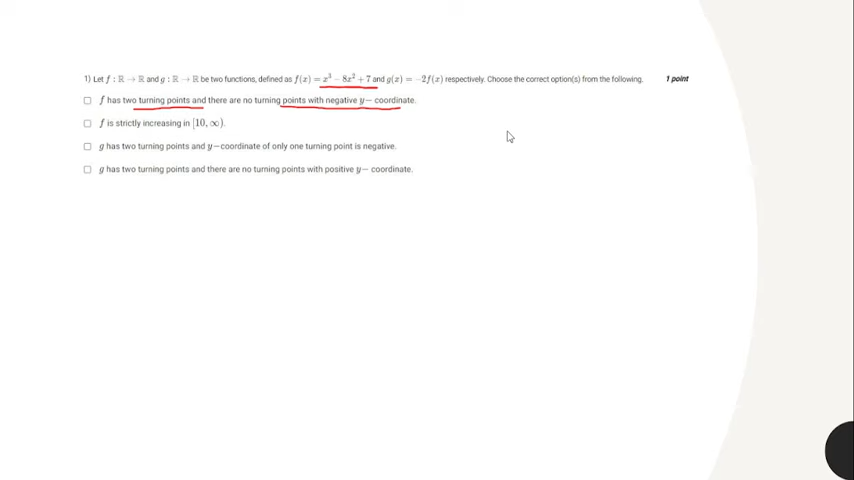 1) Let f : ℝ → ℝ and g : ℝ → ℝ be two functions, defined as f(x) = x³ − 8x² + 7 and g(x) = −2f(x) respectively. Choose the correct option(s) from the following. 1 point
f has two turning points and there are no turning points with negative y− coordinate.
f is strictly increasing in [10, ∞).
g has two turning points and y−coordinate of only one turning point is negative.
g has two turning points and there are no turning points with positive y− coordinate.